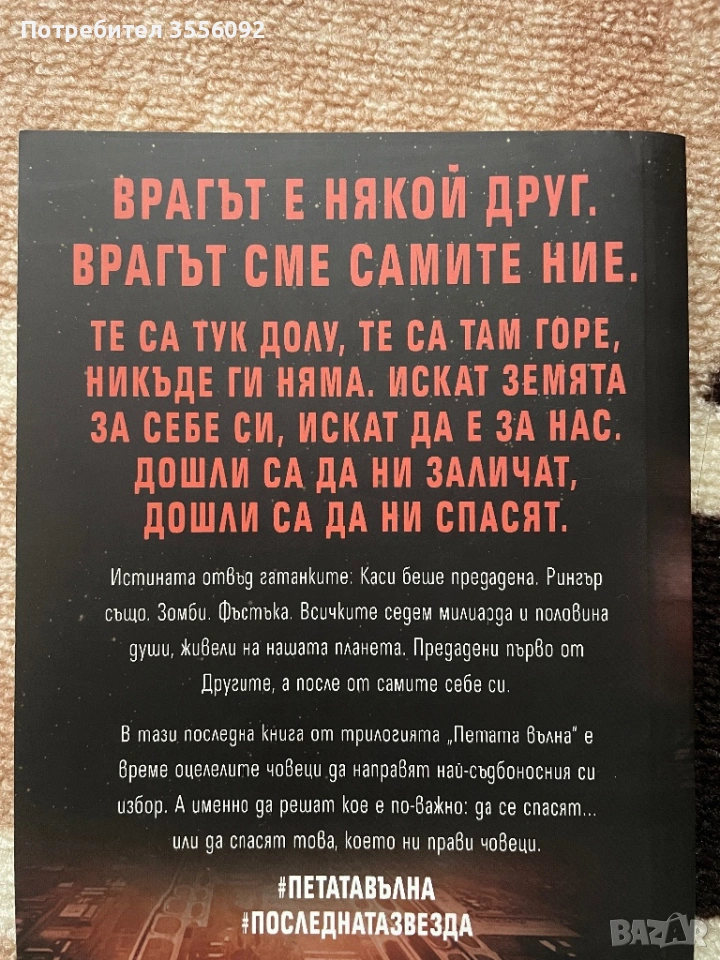 Потребител 3556092
ВРАГЪТ Е НЯКОЙ ДРУГ.
ВРАГЪТ СМЕ САМИТЕ НИЕ.
ТЕ СА ТУК ДОЛУ, ТЕ СА ТАМ ГОРЕ,
НИКЪДЕ ГИ НЯМА. ИСКАТ ЗЕМЯТА
ЗА СЕБЕ СИ, ИСКАТ ДА Е ЗА НАС.
ДОШЛИ СА ДА НИ ЗАЛИЧАТ,
ДОШЛИ СА ДА НИ СПАСЯТ.
Истината отвъд гатанките: Каси беше предадена. Рингър
също. Зомби. Фъстъка. Всичките седем милиарда и половина
души, живели на нашата планета. Предадени първо от
Другите, а после от самите себе си.
В тази последна книга от трилогията „Петата вълна“ е
време оцелелите човеци да направят най-съдбоносния си
избор. А именно да решат кое е по-важно: да се спасят...
или да спасят това, което ни прави човеци.
#ПЕТАТАВЪЛНА
#ПОСЛЕДНАТАЗВЕЗДА
BAZAR